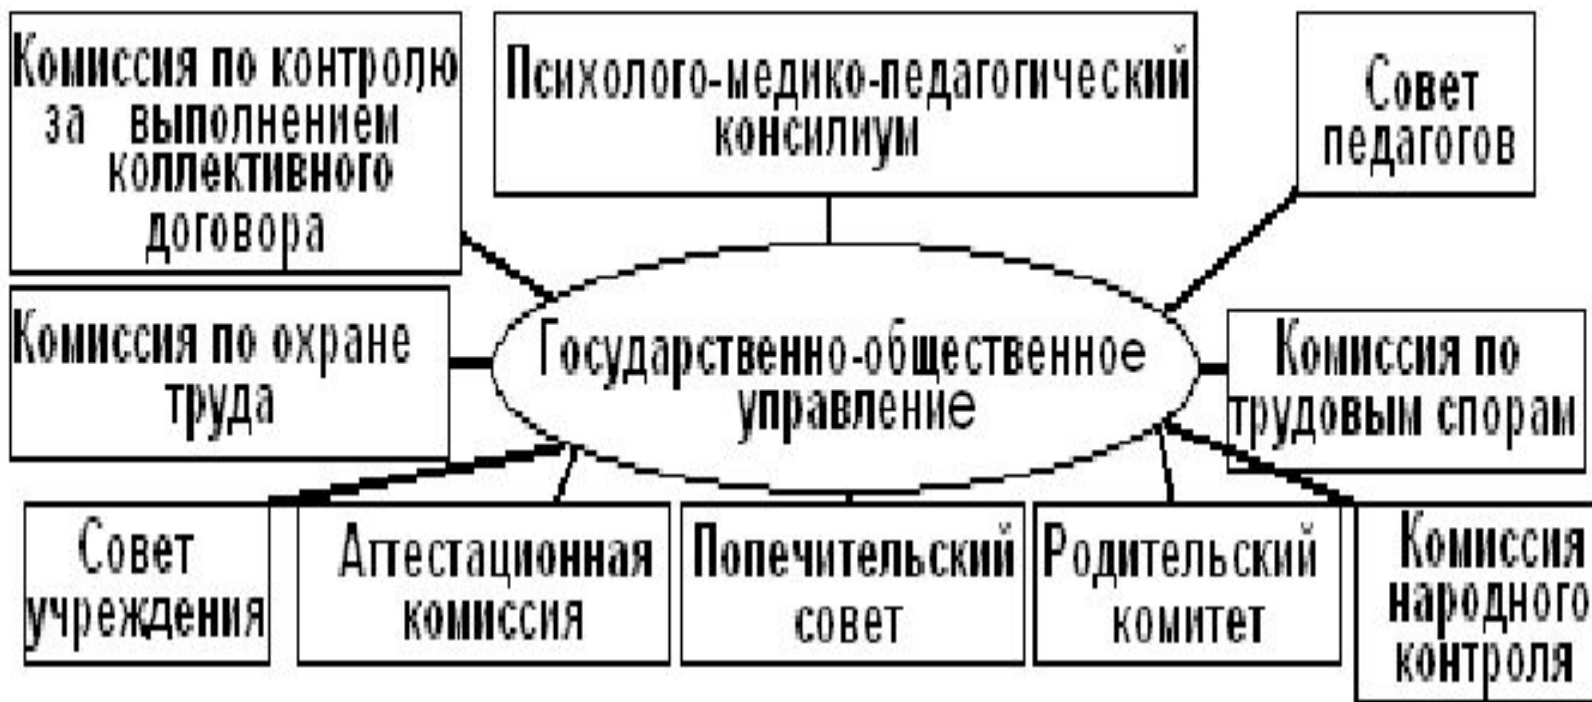 Комиссия по контролю
за выполнением
коллективного
договора
Психолого-медико-педагогический
консилиум
Совет
педагогов
Комиссия по охране
труда
Государственно-общественное
управление
Комиссия по
трудовым спорам
Совет
учреждения
Аттестационная
комиссия
Попечительский
совет
Родительский
комитет
Комиссия
народного
контроля